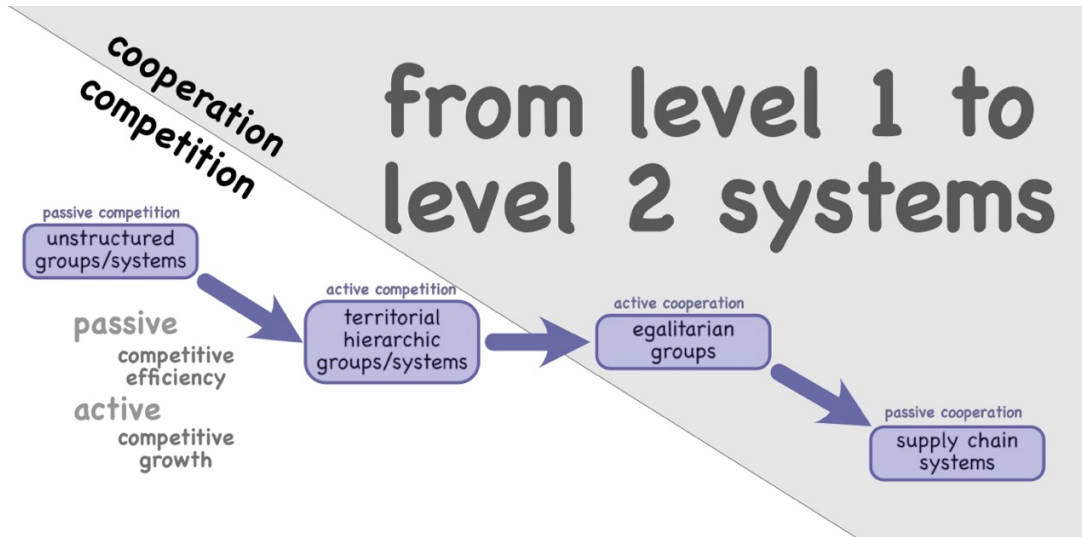 cooperation
competition
from level 1 to
level 2 systems
passive competition
unstructured
groups/systems
active competition
territorial
hierarchic
groups/systems
active cooperation
egalitarian
groups
passive cooperation
supply chain
systems
passive
competitive
efficiency
active
competitive
growth